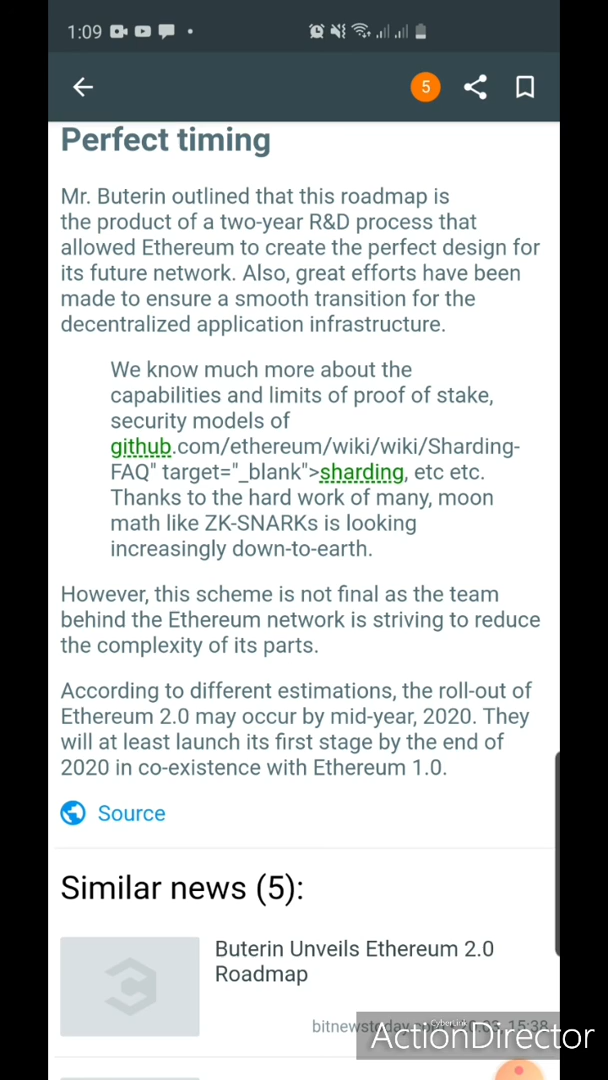 1:09
5
Perfect timing
Mr. Buterin outlined that this roadmap is
the product of a two-year R&D process that
allowed Ethereum to create the perfect design for
its future network. Also, great efforts have been
made to ensure a smooth transition for the
decentralized application infrastructure.
We know much more about the
capabilities and limits of proof of stake,
security models of
github.com/ethereum/wiki/wiki/Sharding-
FAQ" target="_blank">sharding, etc etc.
Thanks to the hard work of many, moon
math like ZK-SNARKs is looking
increasingly down-to-earth.
However, this scheme is not final as the team
behind the Ethereum network is striving to reduce
the complexity of its parts.
According to different estimations, the roll-out of
Ethereum 2.0 may occur by mid-year, 2020. They
will at least launch its first stage by the end of
2020 in co-existence with Ethereum 1.0.
Source
Similar news (5):
Buterin Unveils Ethereum 2.0
Roadmap
15:38
CyberLink
ActionDirector